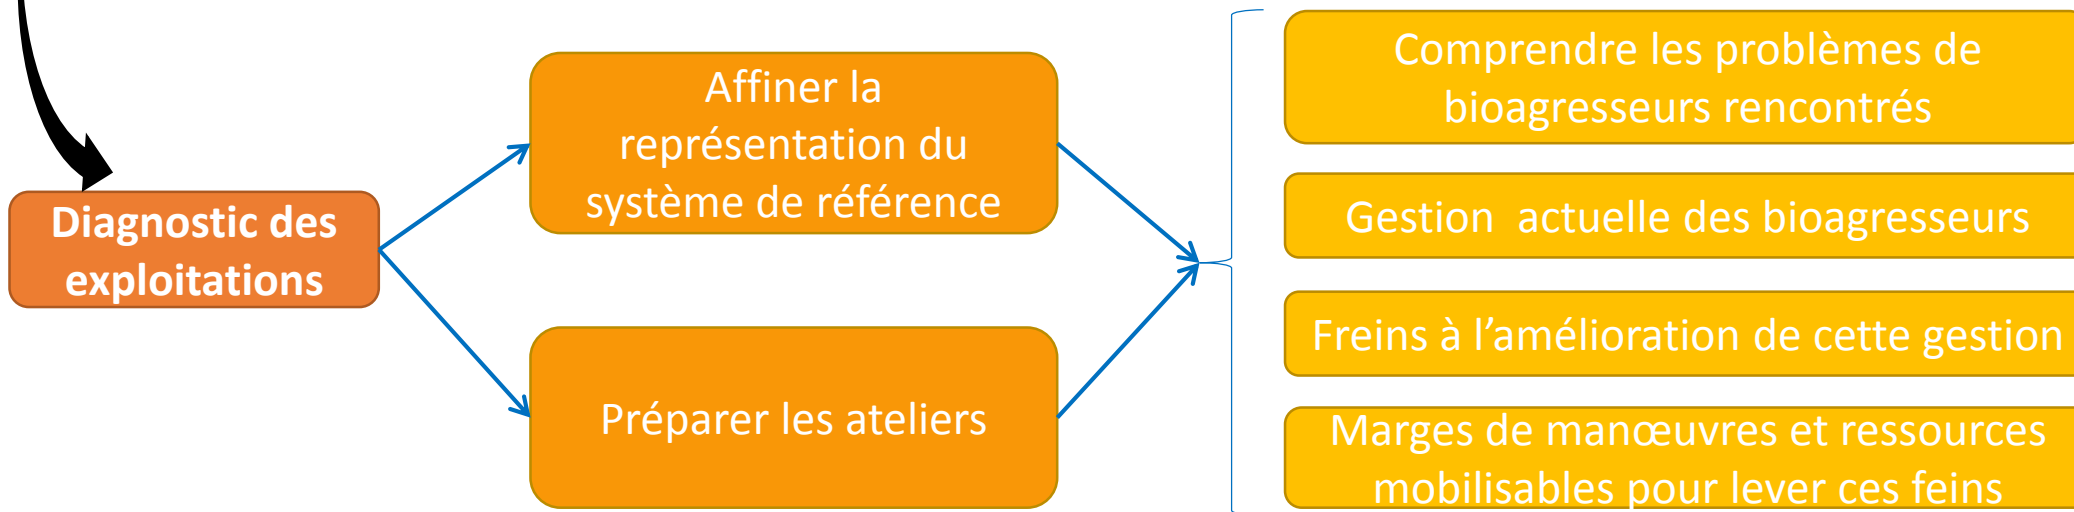 Diagnostic des
exploitations
Affiner la
représentation du
système de référence
Préparer les ateliers
Comprendre les problèmes de
bioagresseurs rencontrés
Gestion  actuelle des bioagresseurs
Freins à l’amélioration de cette gestion
Marges de manœuvres et ressources
mobilisables pour lever ces feins